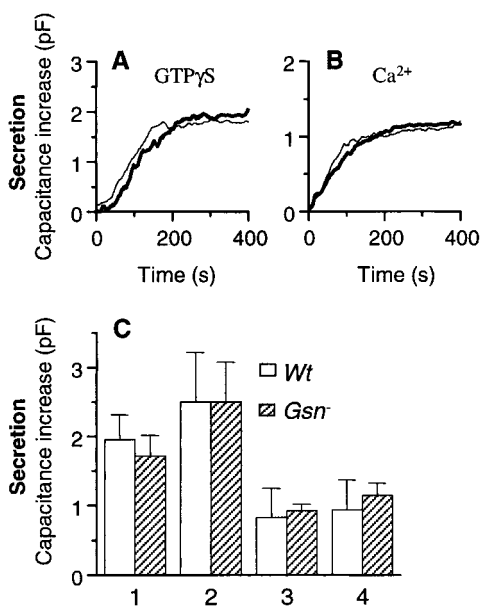 A
GTPγS
B
Ca²⁺
Secretion
Capacitance increase (pF)
3
2
1
0
2
1
0
0 200 400
0 200 400
Time (s)
Time (s)
C
Secretion
Capacitance increase (pF)
3
2
1
0
Wt
Gsn⁻
1 2 3 4